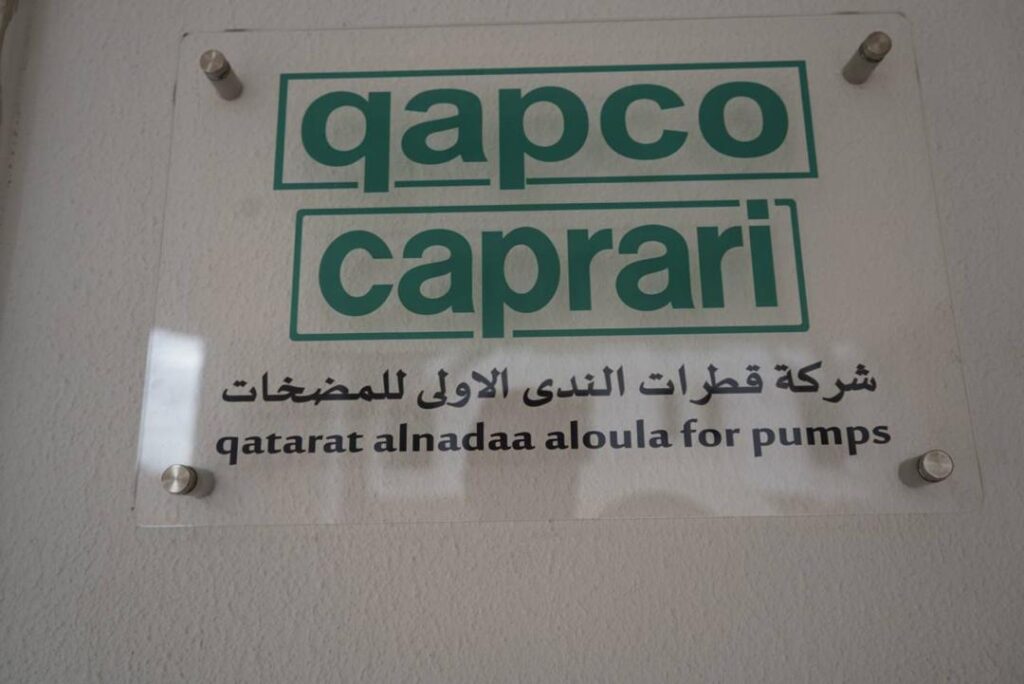 qapco
caprari
شركة قطرات الندى الاولى للمضخات
qatarat alnadaa aloula for pumps